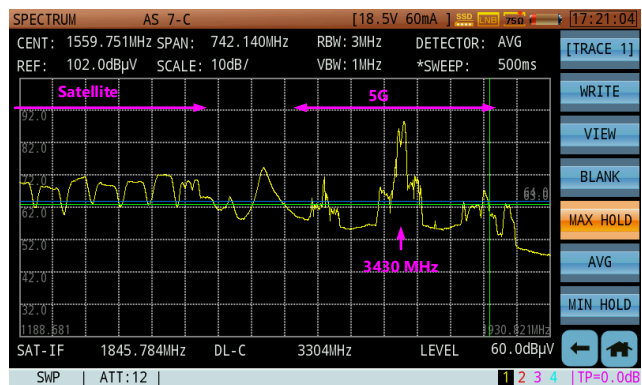 SPECTRUM AS 7-C [18.5V 60mA ] SSD LNB 75Ω 17:21:04
CENT: 1559.751MHz SPAN: 742.140MHz RBW: 3MHz DETECTOR: AVG
REF: 102.0dBµV SCALE: 10dB/ VBW: 1MHz *SWEEP: 500ms
[TRACE 1]
WRITE
VIEW
BLANK
MAX HOLD
AVG
MIN HOLD
Satellite
5G
92.0
82.0
72.0
62.0
52.0
42.0
32.0
64.0
63.0
3430 MHz
1188.681 1930.821MHz
SAT-IF 1845.784MHz DL-C 3304MHz LEVEL 60.0dBµV
SWP | ATT:12 | 1 2 3 4 |TP=0.0dB